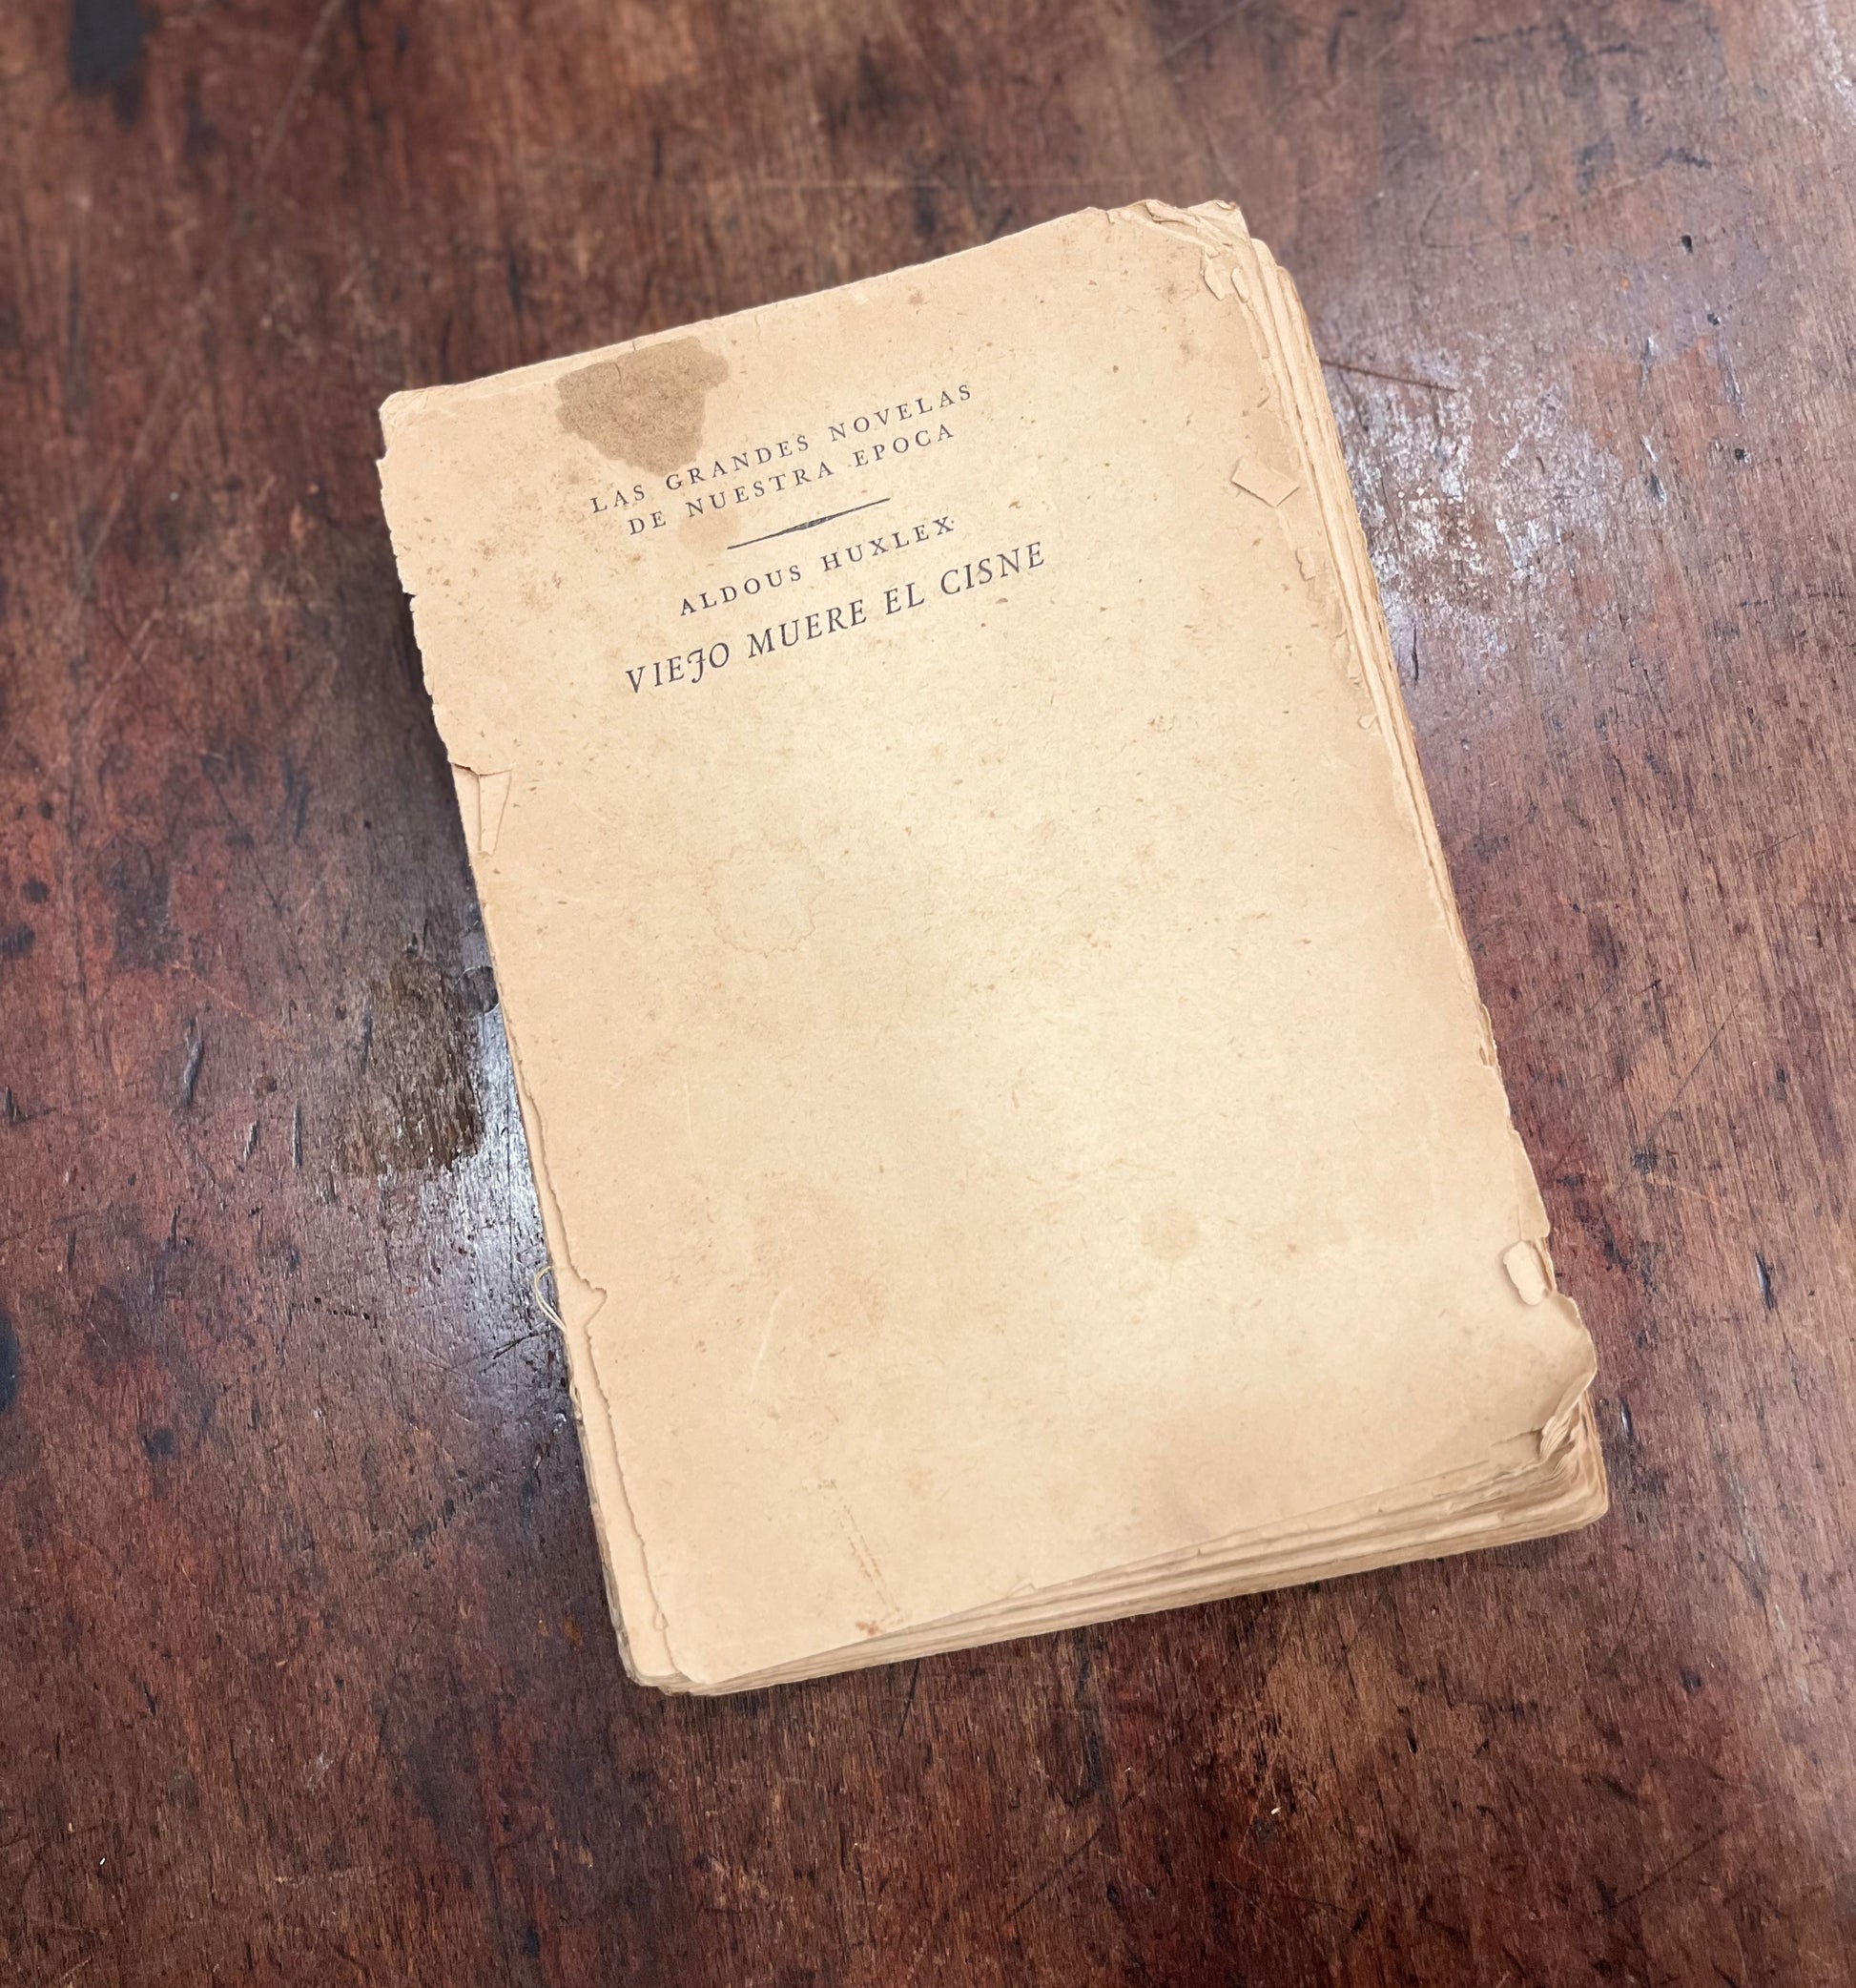 LAS GRANDES NOVELAS
DE NUESTRA EPOCA
ALDOUS HUXLEX
VIEJO MUERE EL CISNE